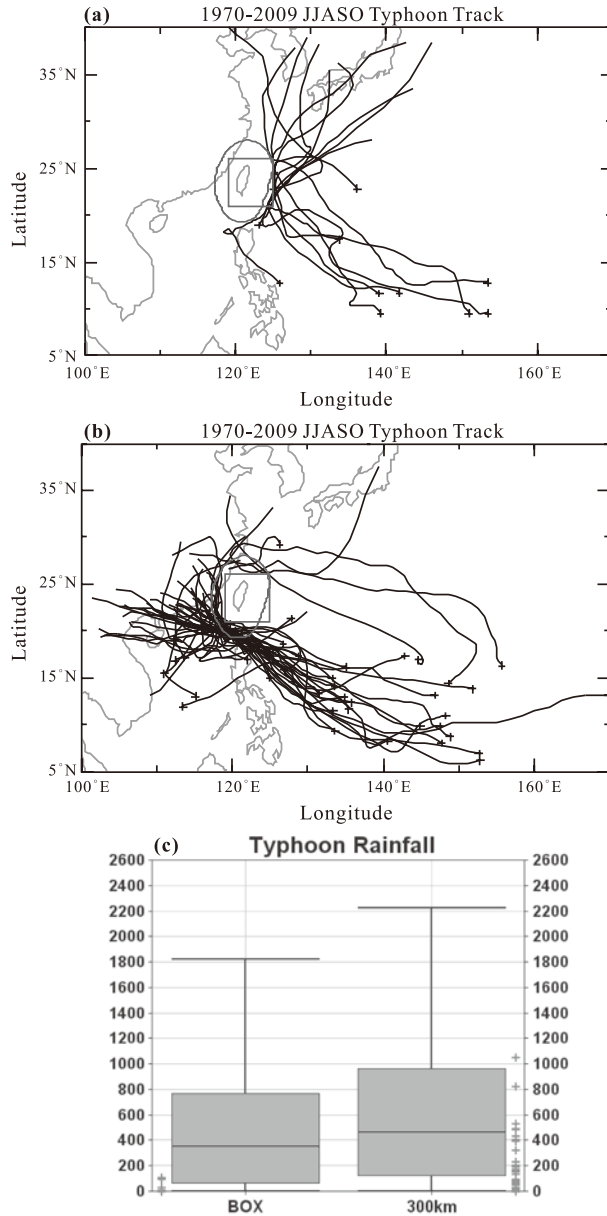 (a) 1970-2009 JJASO Typhoon Track
35°N
25°N
15°N
5°N
Latitude
100°E 120°E 140°E 160°E
Longitude
(b) 1970-2009 JJASO Typhoon Track
35°N
25°N
15°N
5°N
Latitude
100°E 120°E 140°E 160°E
Longitude
(c) Typhoon Rainfall
2600 2600
2400 2400
2200 2200
2000 2000
1800 1800
1600 1600
1400 1400
1200 1200
1000 1000
800 800
600 600
400 400
200 200
0 0
BOX 300km